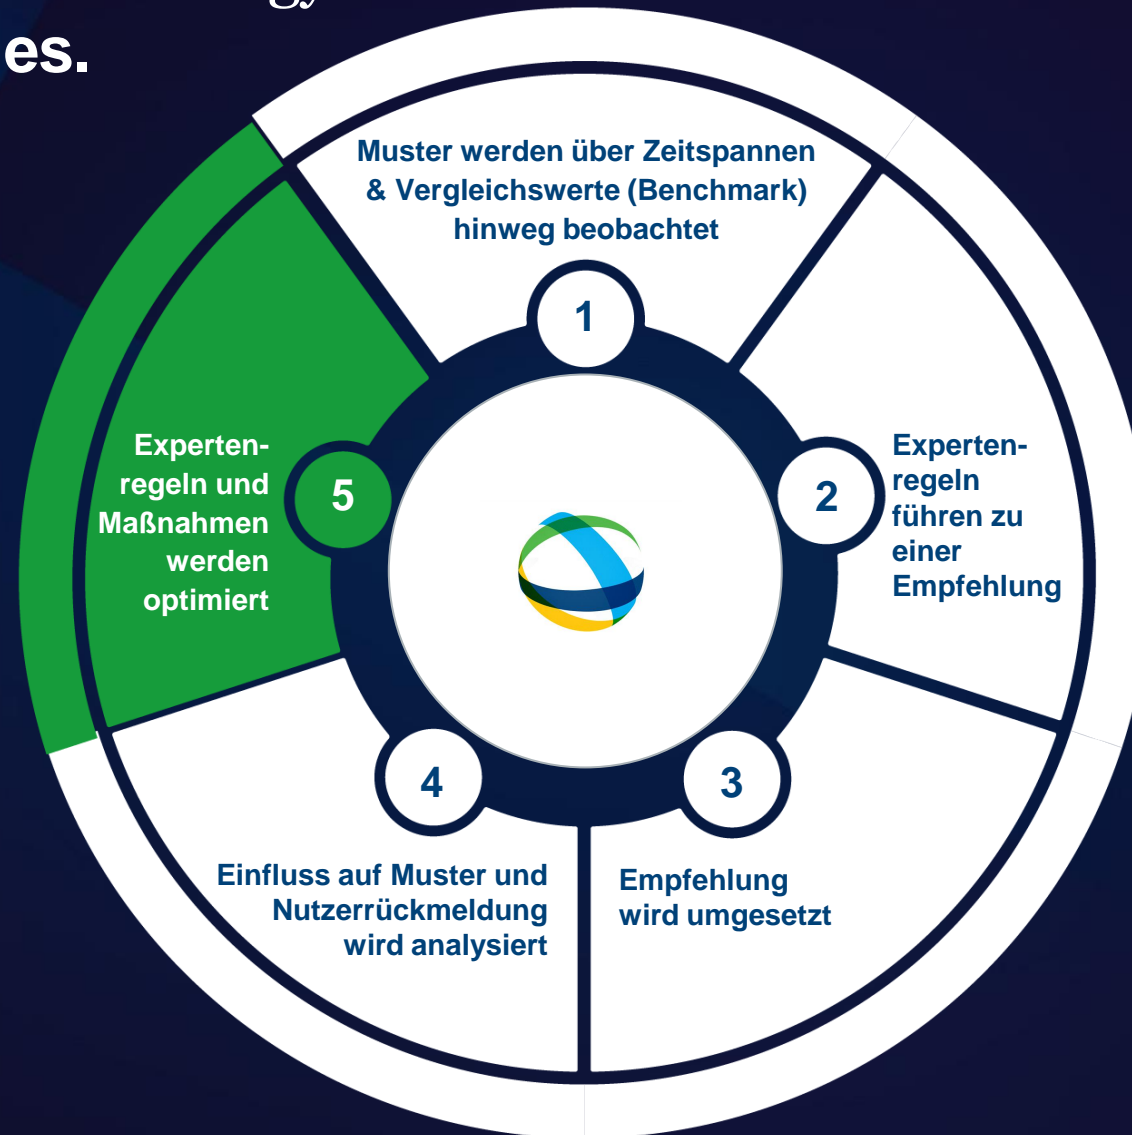 es.
Muster werden über Zeitspannen
& Vergleichswerte (Benchmark)
hinweg beobachtet
1
2
Experten-
regeln
führen zu
einer
Empfehlung
3
Empfehlung
wird umgesetzt
4
Einfluss auf Muster und
Nutzerrückmeldung
wird analysiert
5
Experten-
regeln und
Maßnahmen
werden
optimiert